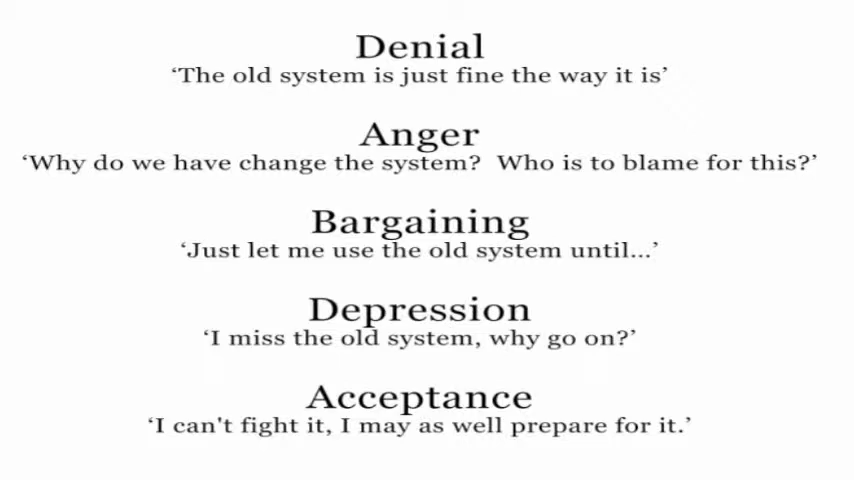 Denial
‘The old system is just fine the way it is’
Anger
‘Why do we have change the system?  Who is to blame for this?’
Bargaining
‘Just let me use the old system until...’
Depression
‘I miss the old system, why go on?’
Acceptance
‘I can't fight it, I may as well prepare for it.’